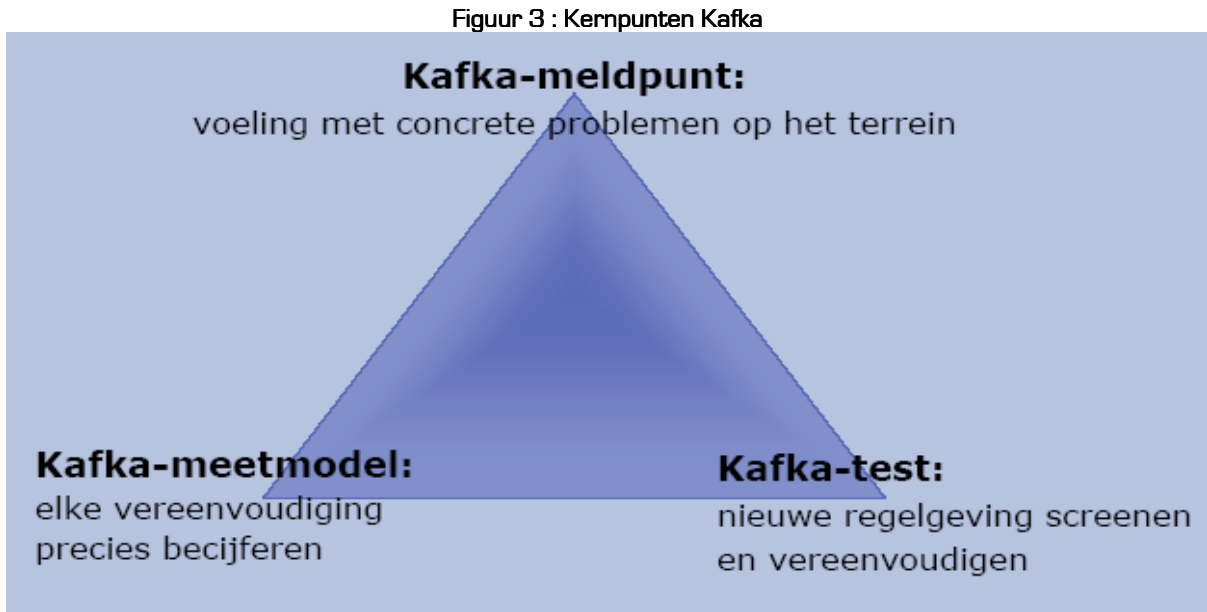 Figuur 3 : Kernpunten Kafka
Kafka-meldpunt:
voeling met concrete problemen op het terrein
Kafka-meetmodel:
elke vereenvoudiging
precies becijferen
Kafka-test:
nieuwe regelgeving screenen
en vereenvoudigen